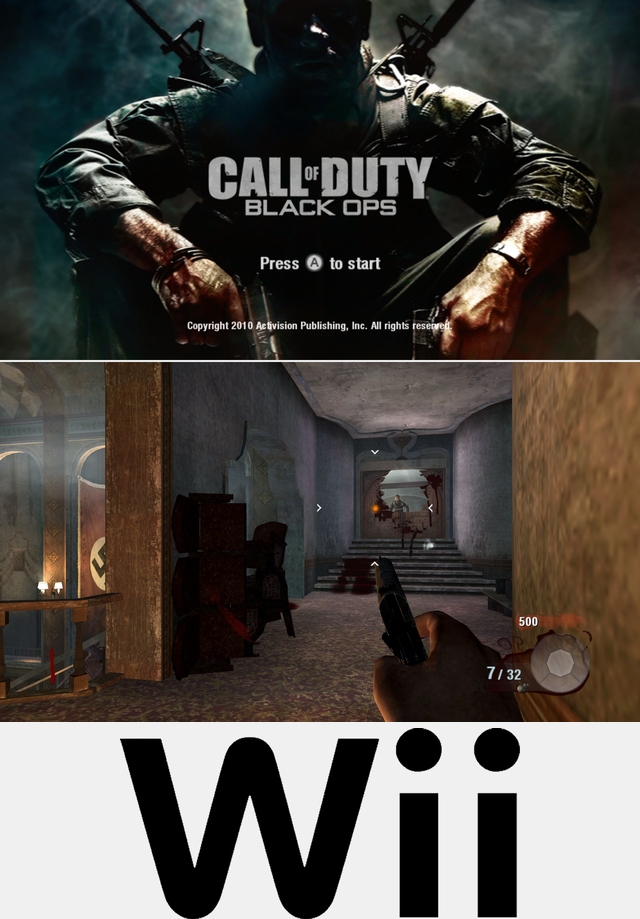 CALL OF DUTY
BLACK OPS
Press A to start
Copyright 2010 Activision Publishing, Inc. All rights reserved.
500
7 / 32
Wii